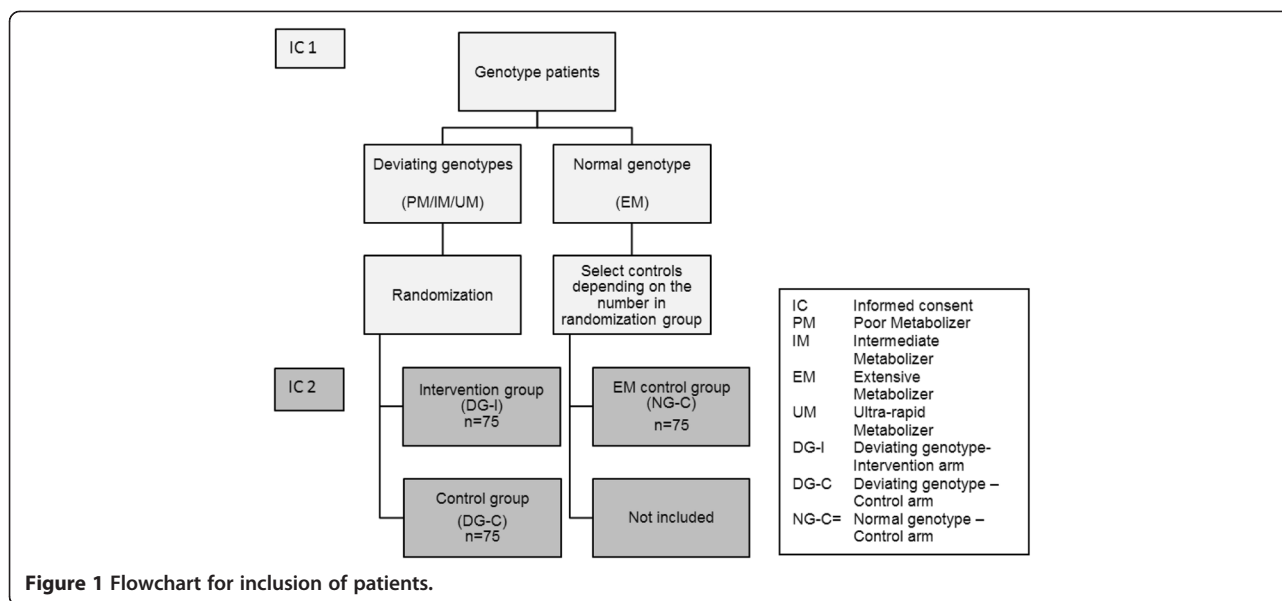 IC 1
Genotype patients
Deviating genotypes
(PM/IM/UM)
Normal genotype
(EM)
Randomization
Select controls
depending on the
number in
randomization group
IC 2
Intervention group
(DG-I)
n=75
EM control group
(NG-C)
n=75
Control group
(DG-C)
n=75
Not included
IC Informed consent
PM Poor Metabolizer
IM Intermediate
Metabolizer
EM Extensive
Metabolizer
UM Ultra-rapid
Metabolizer
DG-I Deviating genotype-
Intervention arm
DG-C Deviating genotype –
Control arm
NG-C= Normal genotype –
Control arm
Figure 1 Flowchart for inclusion of patients.